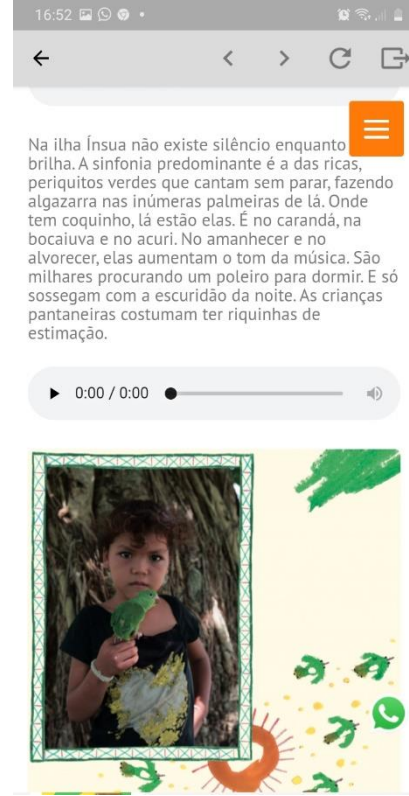 16:52
Na ilha Ínsua não existe silêncio enquanto
brilha. A sinfonia predominante é a das ricas,
periquitos verdes que cantam sem parar, fazendo
algazarra nas inúmeras palmeiras de lá. Onde
tem coquinho, lá estão elas. É no carandá, na
bocaiuva e no acuri. No amanhecer e no
alvorecer, elas aumentam o tom da música. São
milhares procurando um poleiro para dormir. E só
sossegam com a escuridão da noite. As crianças
pantaneiras costumam ter riquinhas de
estimação.
0:00 / 0:00